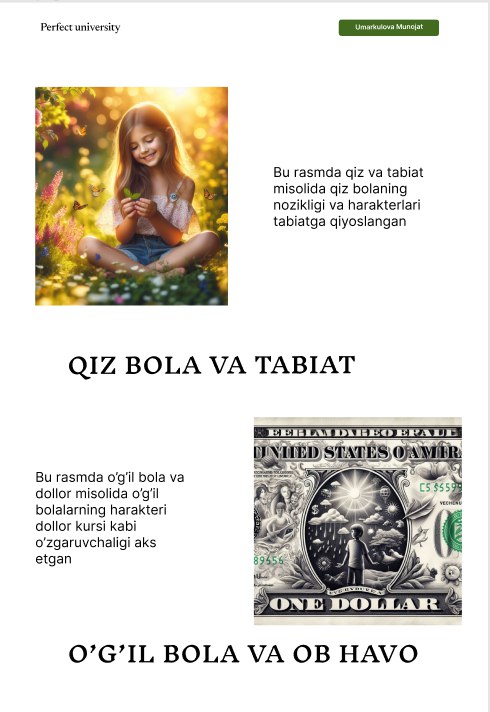 Perfect university
Umarkulova Munojat
Bu rasmda qiz va tabiat
misolida qiz bolaning
nozikligi va harakterlari
tabiatga qiyoslangan
QIZ BOLA VA TABIAT
Bu rasmda o’g’il bola va
dollor misolida o’g’il
bolalarning harakteri
dollor kursi kabi
o’zgaruvchaligi aks
etgan
UNITED STATES O AMIR
89556
ONE DOLLAR
O’G’IL BOLA VA OB HAVO